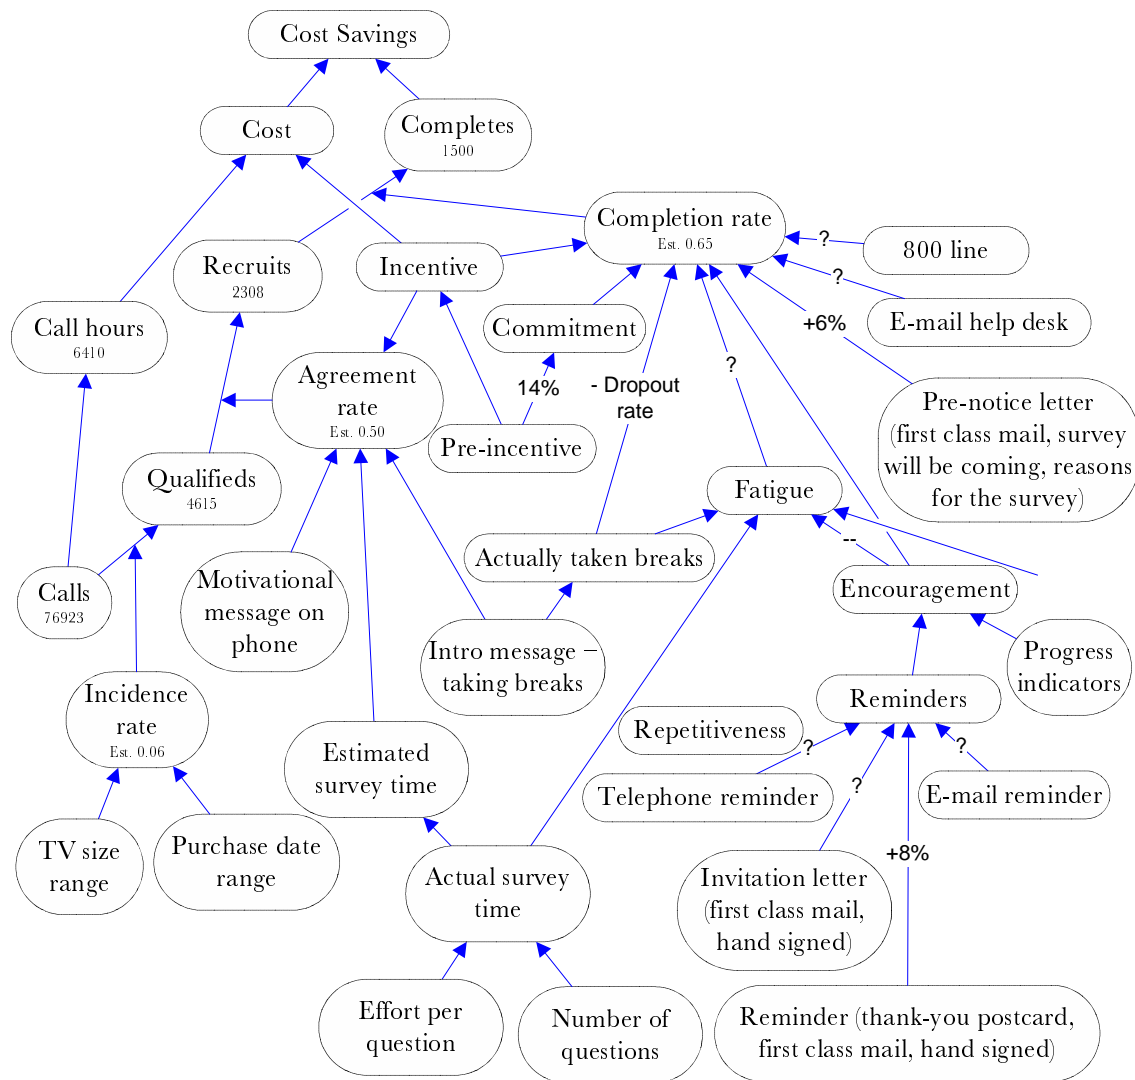 Cost Savings
Cost
Completes
1500
Completion rate
Est. 0.65
?
800 line
Recruits
2308
Incentive
?
E-mail help desk
Call hours
6410
Commitment
+6%
Agreement
rate
Est. 0.50
14%
- Dropout
rate
?
Pre-notice letter
(first class mail, survey
will be coming, reasons
for the survey)
Pre-incentive
Qualifieds
4615
Fatigue
Actually taken breaks
--
Encouragement
Calls
76923
Motivational
message on
phone
Intro message –
taking breaks
Progress
indicators
Incidence
rate
Est. 0.06
Reminders
Repetitiveness
?
?
?
Estimated
survey time
Telephone reminder
E-mail reminder
TV size
range
Purchase date
range
+8%
Actual survey
time
Invitation letter
(first class mail,
hand signed)
Effort per
question
Number of
questions
Reminder (thank-you postcard,
first class mail, hand signed)